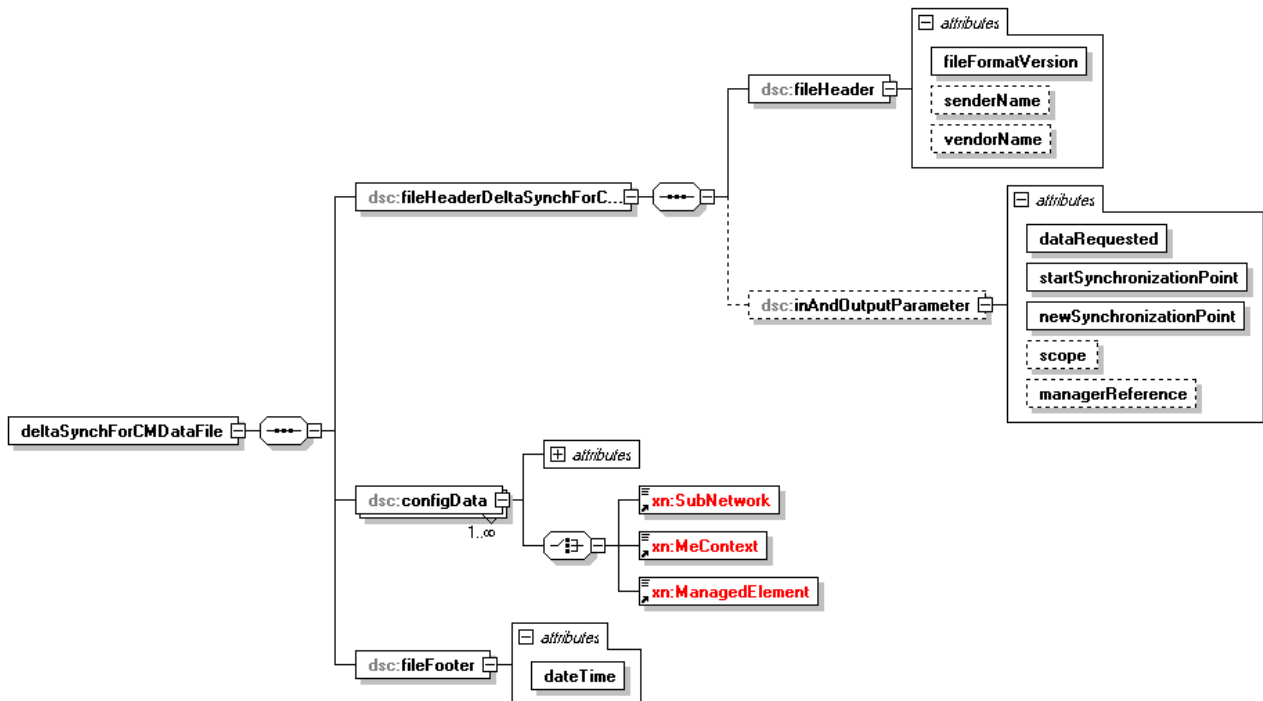 attributes
fileFormatVersion
dsc:fileHeader
senderName
vendorName
dsc:fileHeaderDeltaSynchForC...
attributes
dataRequested
startSynchronizationPoint
dsc:inAndOutputParameter
newSynchronizationPoint
scope
managerReference
deltaSynchForCMDataFile
attributes
dsc:configData
1..∞
xn:SubNetwork
xn:MeContext
xn:ManagedElement
attributes
dsc:fileFooter
dateTime